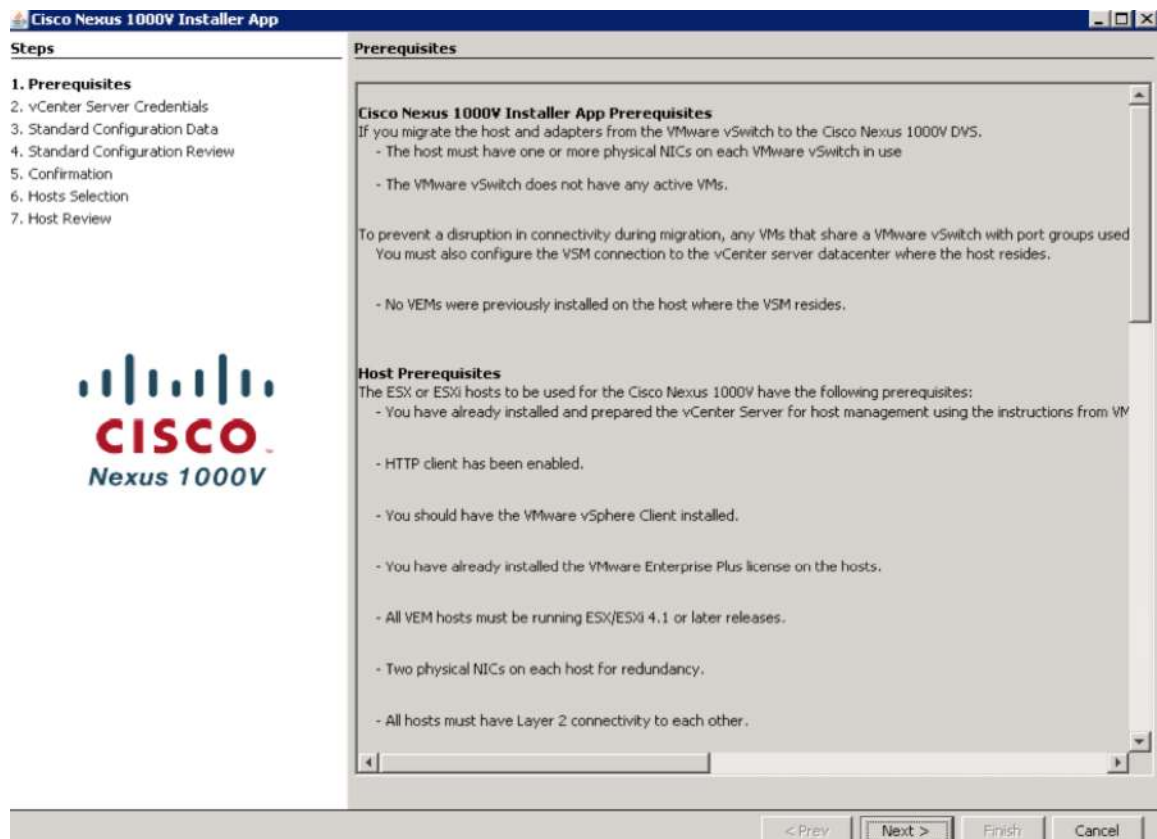 Cisco Nexus 1000V Installer App
Steps
1. Prerequisites
2. vCenter Server Credentials
3. Standard Configuration Data
4. Standard Configuration Review
5. Confirmation
6. Hosts Selection
7. Host Review
CISCO
Nexus 1000V
Prerequisites
Cisco Nexus 1000V Installer App Prerequisites
If you migrate the host and adapters from the VMware vSwitch to the Cisco Nexus 1000V DVS.
- The host must have one or more physical NICs on each VMware vSwitch in use
- The VMware vSwitch does not have any active VMs.
To prevent a disruption in connectivity during migration, any VMs that share a VMware vSwitch with port groups used
You must also configure the VSM connection to the vCenter server datacenter where the host resides.
- No VEMs were previously installed on the host where the VSM resides.
Host Prerequisites
The ESX or ESXi hosts to be used for the Cisco Nexus 1000V have the following prerequisites:
- You have already installed and prepared the vCenter Server for host management using the instructions from VM
- HTTP client has been enabled.
- You should have the VMware vSphere Client installed.
- You have already installed the VMware Enterprise Plus license on the hosts.
- All VEM hosts must be running ESX/ESXi 4.1 or later releases.
- Two physical NICs on each host for redundancy.
- All hosts must have Layer 2 connectivity to each other.
< Prev
Next >
Finish
Cancel